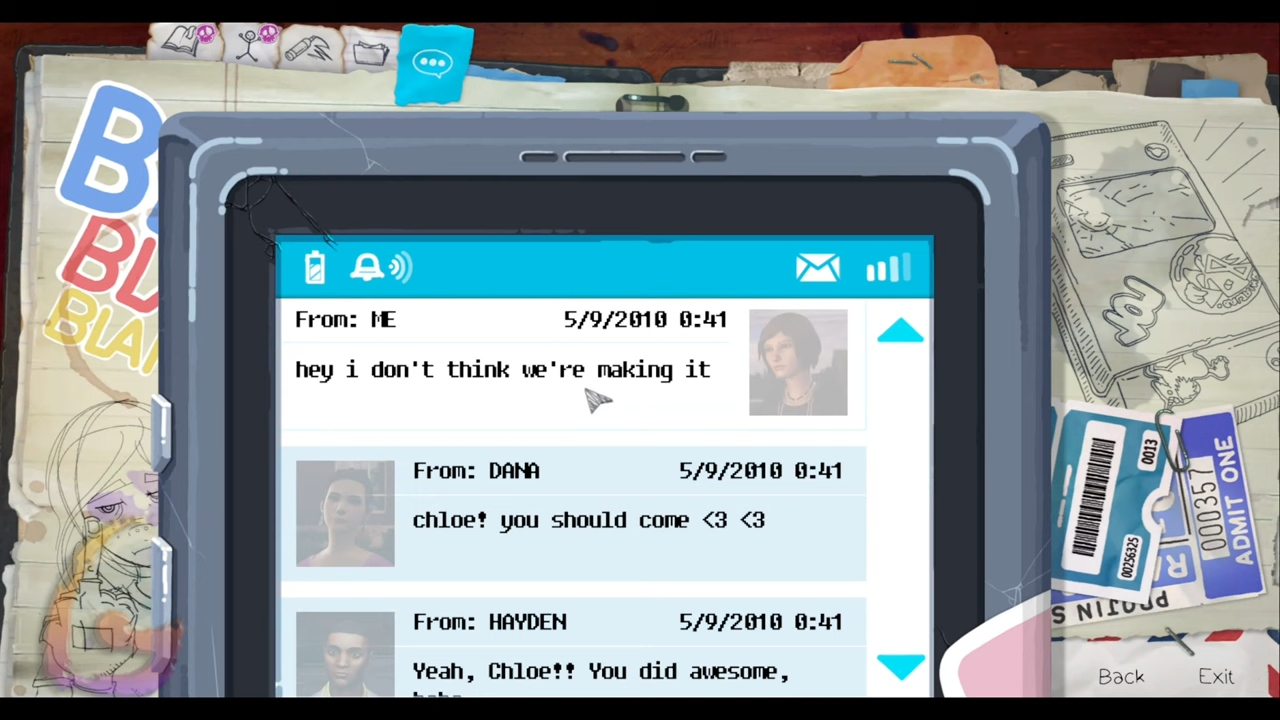 From: ME 5/9/2010 0:41
hey i don't think we're making it
From: DANA 5/9/2010 0:41
chloe! you should come <3 <3
From: HAYDEN 5/9/2010 0:41
Yeah, Chloe!! You did awesome,
0013
00256325
000357
ADMIT ONE
Back
Exit